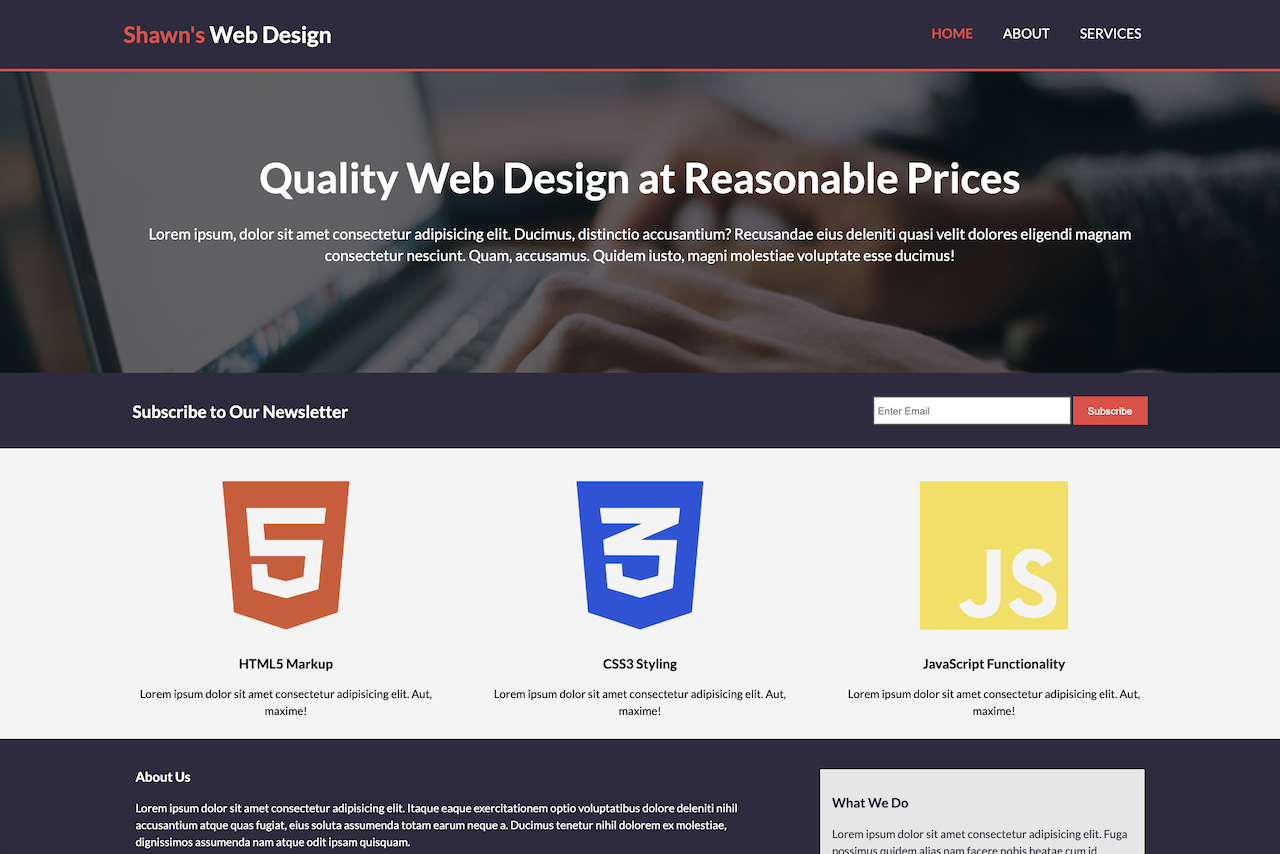 Shawn's Web Design
HOME ABOUT SERVICES
Quality Web Design at Reasonable Prices
Lorem ipsum, dolor sit amet consectetur adipisicing elit. Ducimus, distinctio accusantium? Recusandae eius deleniti quasi velit dolores eligendi magnam
consectetur nesciunt. Quam, accusamus. Quidem iusto, magni molestiae voluptate esse ducimus!
Subscribe to Our Newsletter
Enter Email
Subscribe
5
3
JS
HTML5 Markup
Lorem ipsum dolor sit amet consectetur adipisicing elit. Aut,
maxime!
CSS3 Styling
Lorem ipsum dolor sit amet consectetur adipisicing elit. Aut,
maxime!
JavaScript Functionality
Lorem ipsum dolor sit amet consectetur adipisicing elit. Aut,
maxime!
About Us
Lorem ipsum dolor sit amet consectetur adipisicing elit. Itaque eaque exercitationem optio voluptatibus dolore deleniti nihil
accusantium atque quas fugiat, eius soluta assumenda totam earum neque a. Ducimus tenetur nihil dolorem ex molestiae,
dignissimos assumenda nam atque odit ipsam quisquam.
What We Do
Lorem ipsum dolor sit amet consectetur adipisicing elit. Fuga
possimus quidem alias nam facere nobis beatae cum id